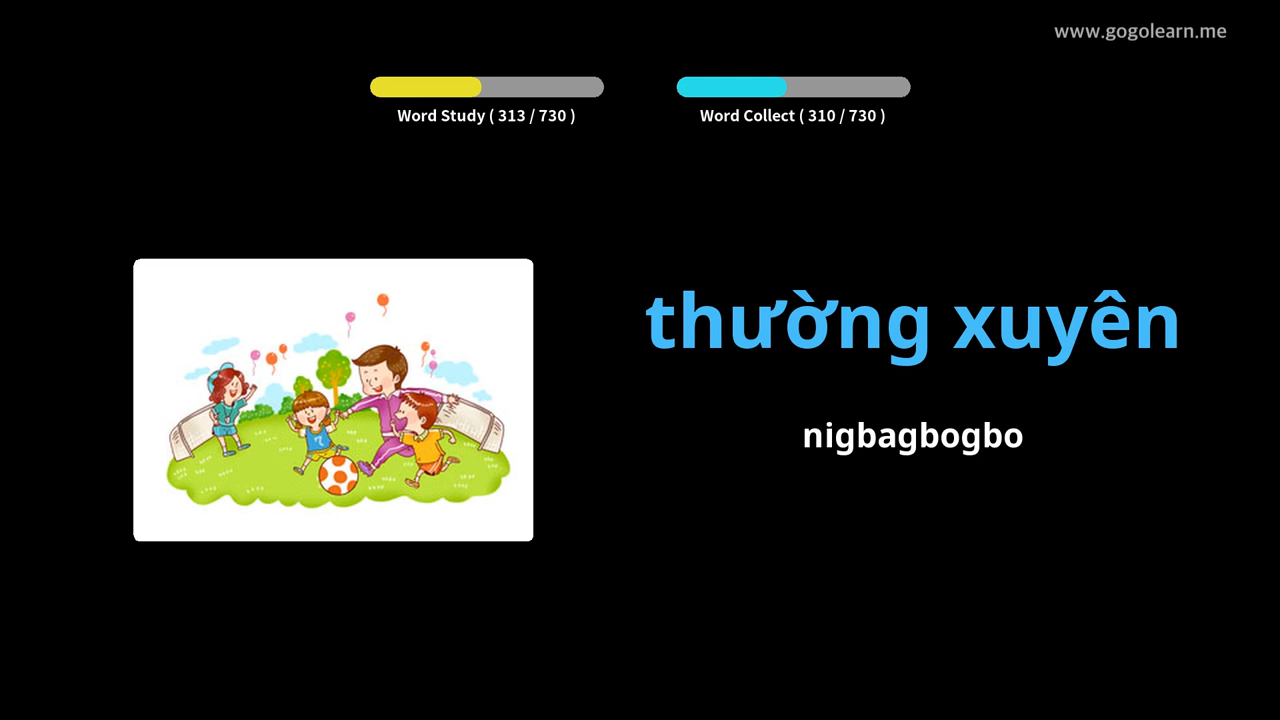 www.gogolearn.me
Word Study ( 313 / 730 )
Word Collect ( 310 / 730 )
thường xuyên
nigbagbogbo